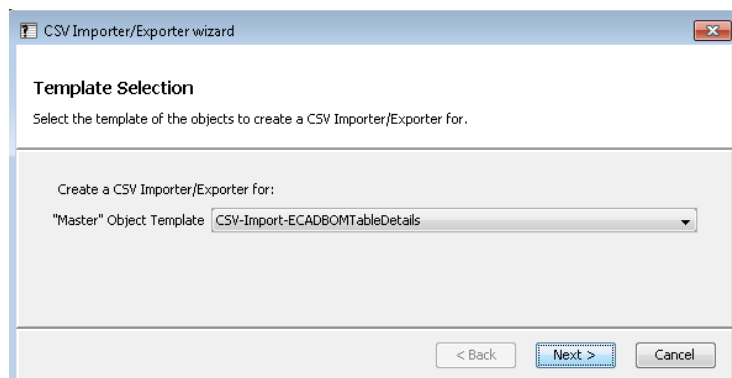 CSV Importer/Exporter wizard
Template Selection
Select the template of the objects to create a CSV Importer/Exporter for.
Create a CSV Importer/Exporter for:
"Master" Object Template CSV-Import-ECADBOMTableDetails
< Back Next > Cancel